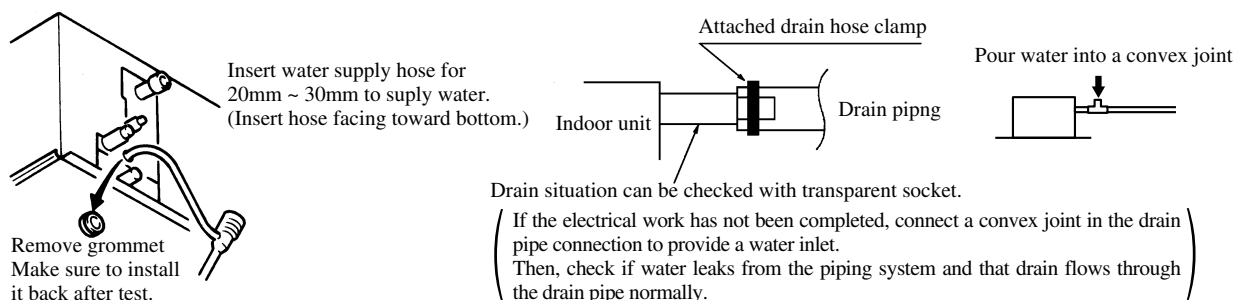 Insert water supply hose for
20mm ~ 30mm to suply water.
(Insert hose facing toward bottom.)
Remove grommet
Make sure to install
it back after test.
Attached drain hose clamp
Indoor unit
Drain pipng
Pour water into a convex joint
Drain situation can be checked with transparent socket.
If the electrical work has not been completed, connect a convex joint in the drain
pipe connection to provide a water inlet.
Then, check if water leaks from the piping system and that drain flows through
the drain pipe normally.